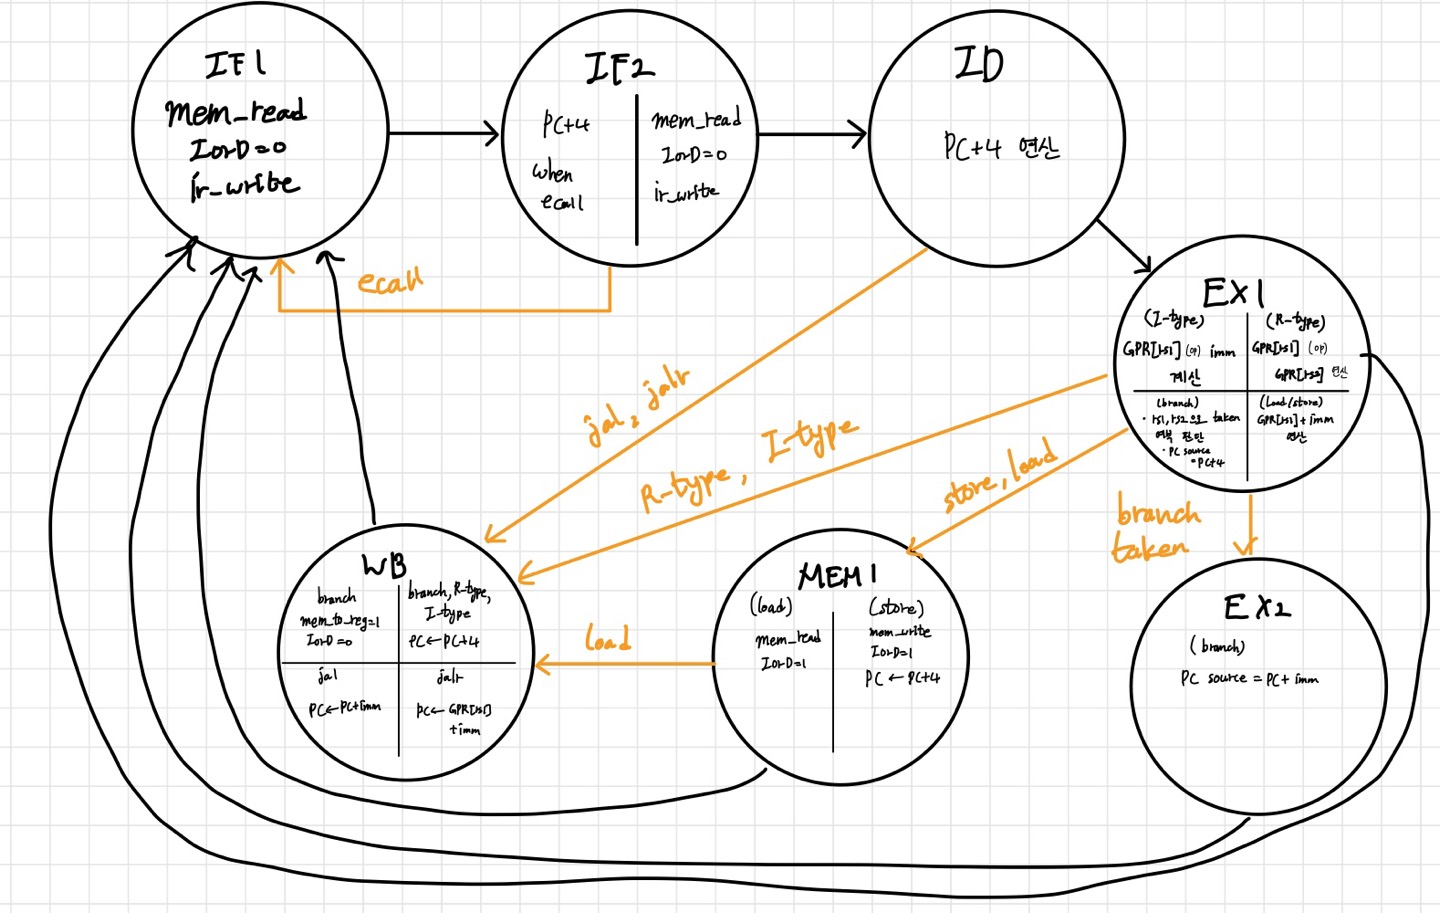 IF1
mem_read
IorD=0
ir_write
IF2
PC+4
when
ecall
mem_read
IorD=0
ir_write
ID
PC+4 연산
ecall
jal, jalr
R-type, I-type
store, load
branch
taken
load
EX1
(I-type)
GPR[rs1] (op) imm
계산
(R-type)
GPR[rs1] (op)
GPR[rs2] 연산
(branch)
· rs1, rs2으로 taken
여부 판단
· PC source
=PC+4
(Load/store)
GPR[rs1]+imm
연산
WB
branch
mem_to_reg=1
IorD=0
branch, R-type,
I-type
PC←PC+4
jal
PC←PC+imm
jalr
PC←GPR[rs1]
+imm
MEM1
(load)
mem_read
IorD=1
(store)
mem_write
IorD=1
PC ← PC+4
EX2
(branch)
PC source = PC+imm